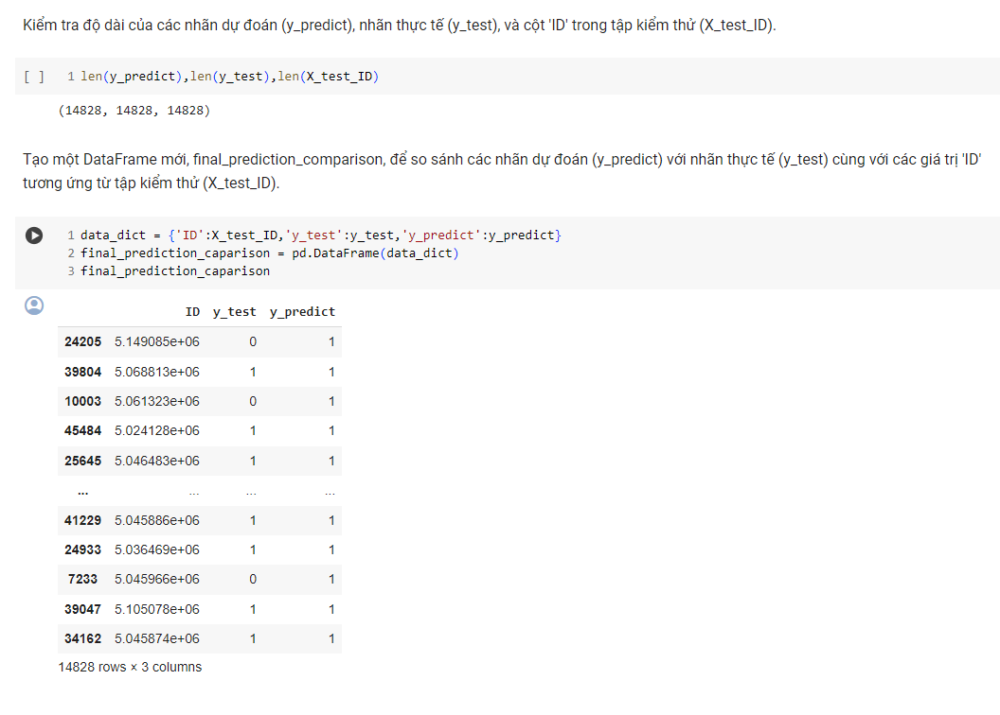 Kiểm tra độ dài của các nhãn dự đoán (y_predict), nhãn thực tế (y_test), và cột 'ID' trong tập kiểm thử (X_test_ID).
[ ] 1 len(y_predict),len(y_test),len(X_test_ID)
(14828, 14828, 14828)
Tạo một DataFrame mới, final_prediction_comparison, để so sánh các nhãn dự đoán (y_predict) với nhãn thực tế (y_test) cùng với các giá trị 'ID'
tương ứng từ tập kiểm thử (X_test_ID).
1 data_dict = {'ID':X_test_ID,'y_test':y_test,'y_predict':y_predict}
2 final_prediction_caparison = pd.DataFrame(data_dict)
3 final_prediction_caparison
ID y_test y_predict
24205 5.149085e+06 0 1
39804 5.068813e+06 1 1
10003 5.061323e+06 0 1
45484 5.024128e+06 1 1
25645 5.046483e+06 1 1
... ... ... ...
41229 5.045886e+06 1 1
24933 5.036469e+06 1 1
7233 5.045966e+06 0 1
39047 5.105078e+06 1 1
34162 5.045874e+06 1 1
14828 rows × 3 columns